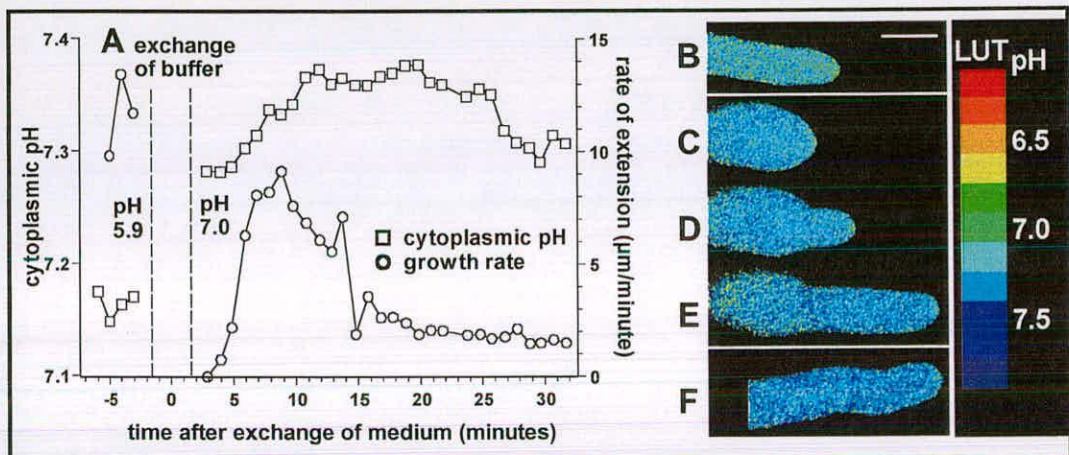 A exchange of buffer
7.4
7.3
7.2
7.1
cytoplasmic pH
pH 5.9
pH 7.0
cytoplasmic pH
growth rate
15
10
5
0
rate of extension (µm/minute)
-5 0 5 10 15 20 25 30
time after exchange of medium (minutes)
B
C
D
E
F
LUT pH
6.5
7.0
7.5